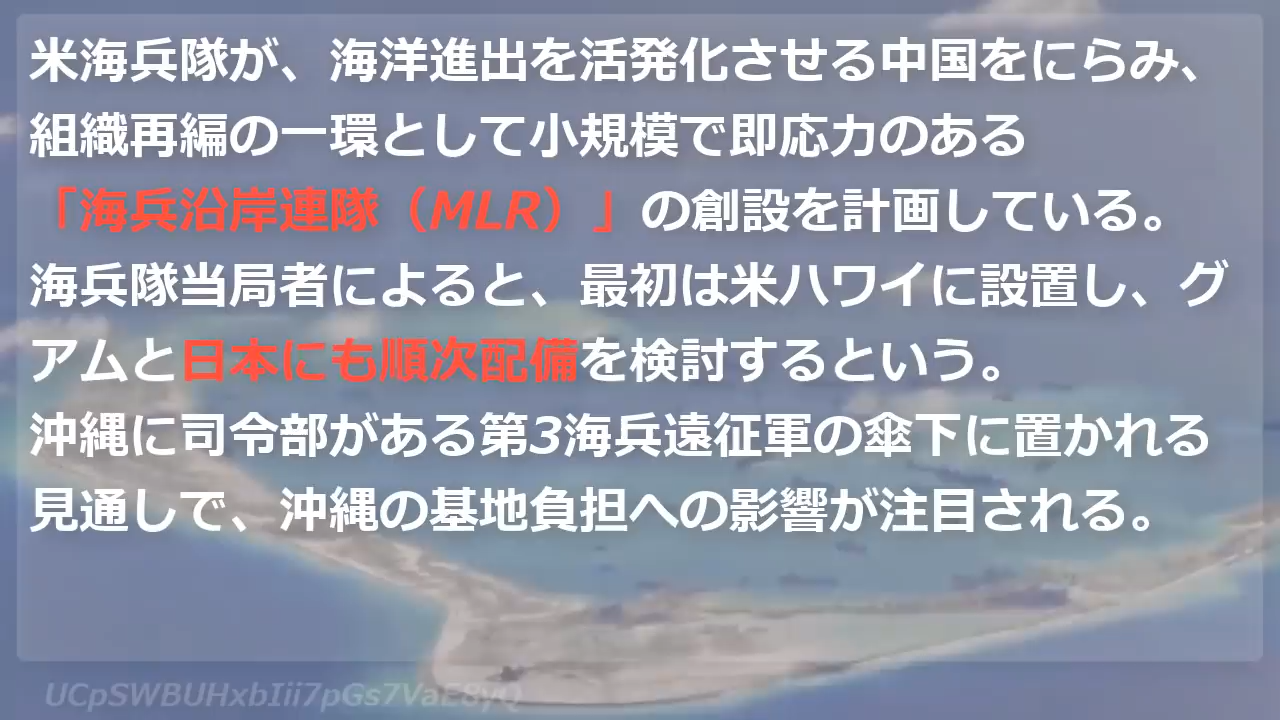 米海兵隊が、海洋進出を活発化させる中国をにらみ、
組織再編の一環として小規模で即応力のある
「海兵沿岸連隊（MLR）」の創設を計画している。
海兵隊当局者によると、最初は米ハワイに設置し、グ
アムと日本にも順次配備を検討するという。
沖縄に司令部がある第3海兵遠征軍の傘下に置かれる
見通しで、沖縄の基地負担への影響が注目される。
UCpSWBUHxbIii7pGs7VaE8yQ